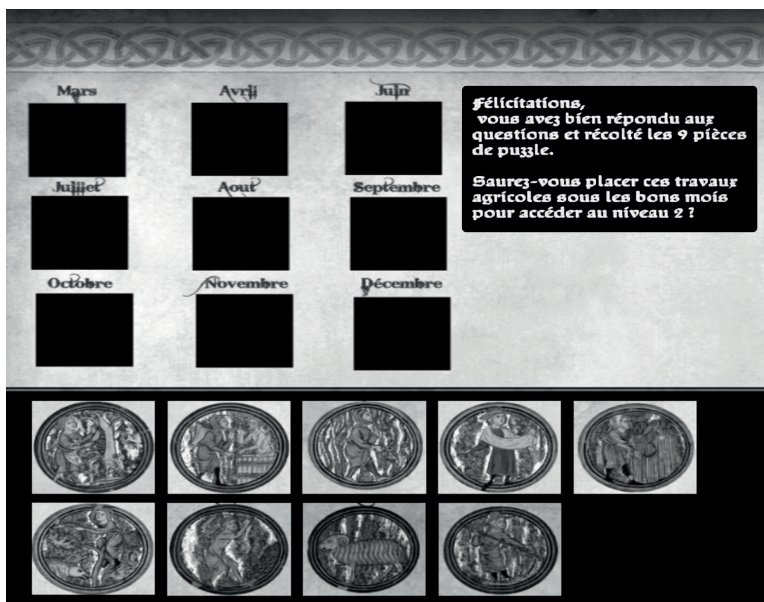 Mars Avril Juin
Félicitations,
vous avez bien répondu aux
questions et récolté les 9 pièces
de puzzle.
Saurez-vous placer ces travaux
agricoles sous les bons mois
pour accéder au niveau 2 ?
Juillet Aout Septembre
Octobre Novembre Décembre